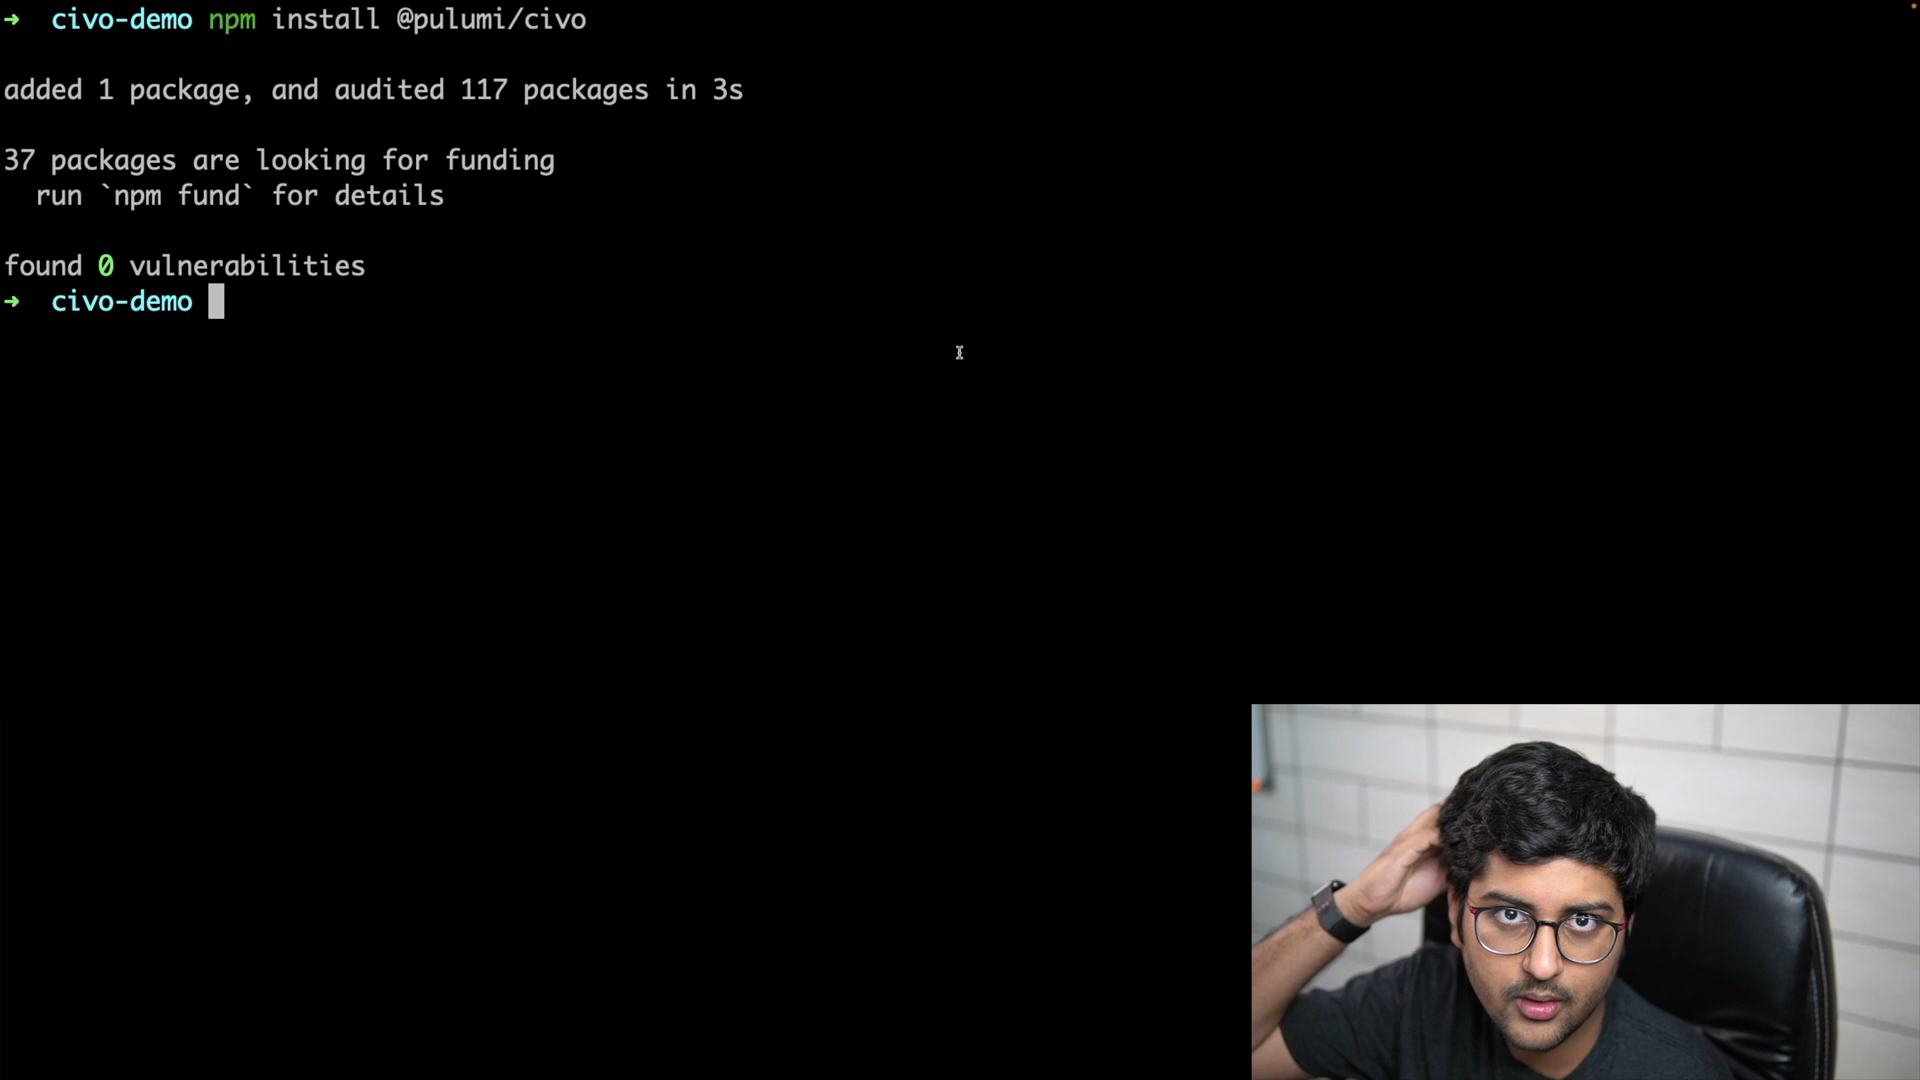 ➜ civo-demo npm install @pulumi/civo
added 1 package, and audited 117 packages in 3s
37 packages are looking for funding
run `npm fund` for details
found 0 vulnerabilities
➜ civo-demo